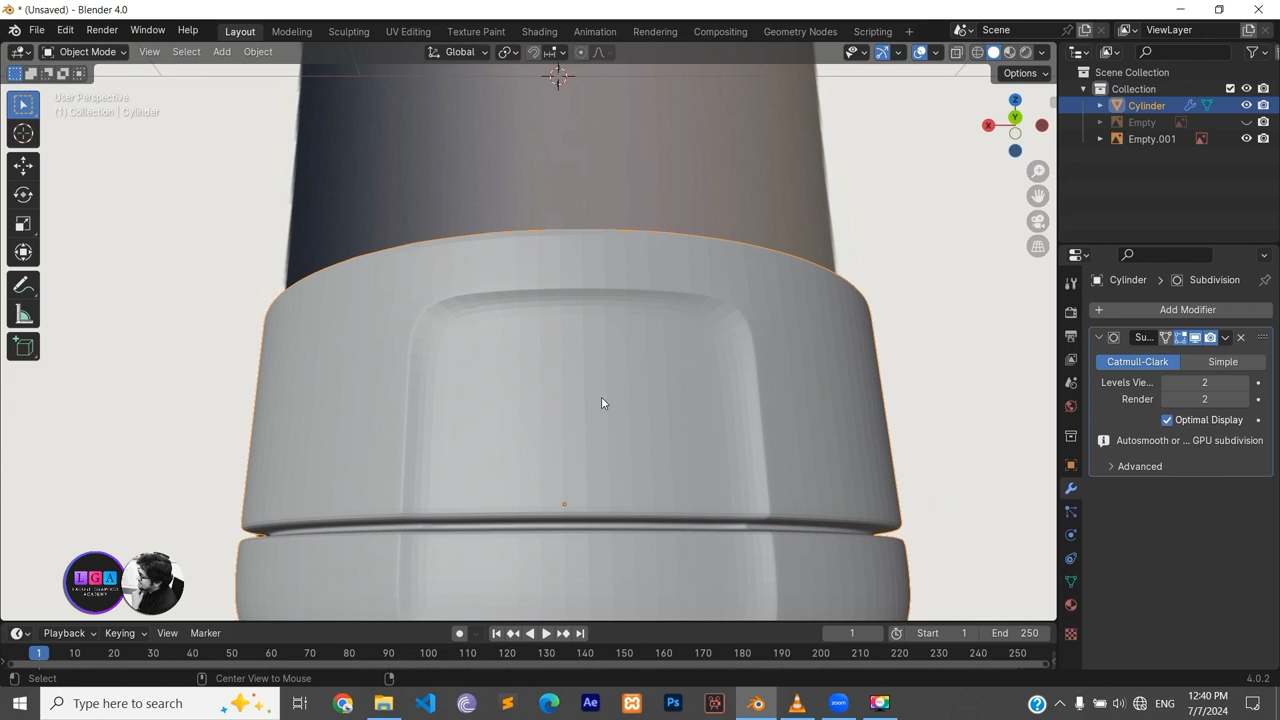 * (Unsaved) - Blender 4.0
File Edit Render Window Help
Layout Modeling Sculpting UV Editing Texture Paint Shading Animation Rendering Compositing Geometry Nodes Scripting +
Scene
ViewLayer
Object Mode View Select Add Object
Global
Options
User Perspective
(1) Collection | Cylinder
Z
Y
X
Scene Collection
Collection
Cylinder
Empty
Empty.001
Cylinder > Subdivision
+ Add Modifier
Su...
Catmull-Clark Simple
Levels Vie... 2
Render 2
Optimal Display
Autosmooth or ... GPU subdivision
Advanced
LGA
Playback Keying View Marker
1
Start 1
End 250
1 10 20 30 40 50 60 70 80 90 100 110 120 130 140 150 160 170 180 190 200 210 220 230 240 250
Select
Center View to Mouse
4.0.2
Type here to search
Ae
Ps
zoom
ENG
12:40 PM
7/7/2024